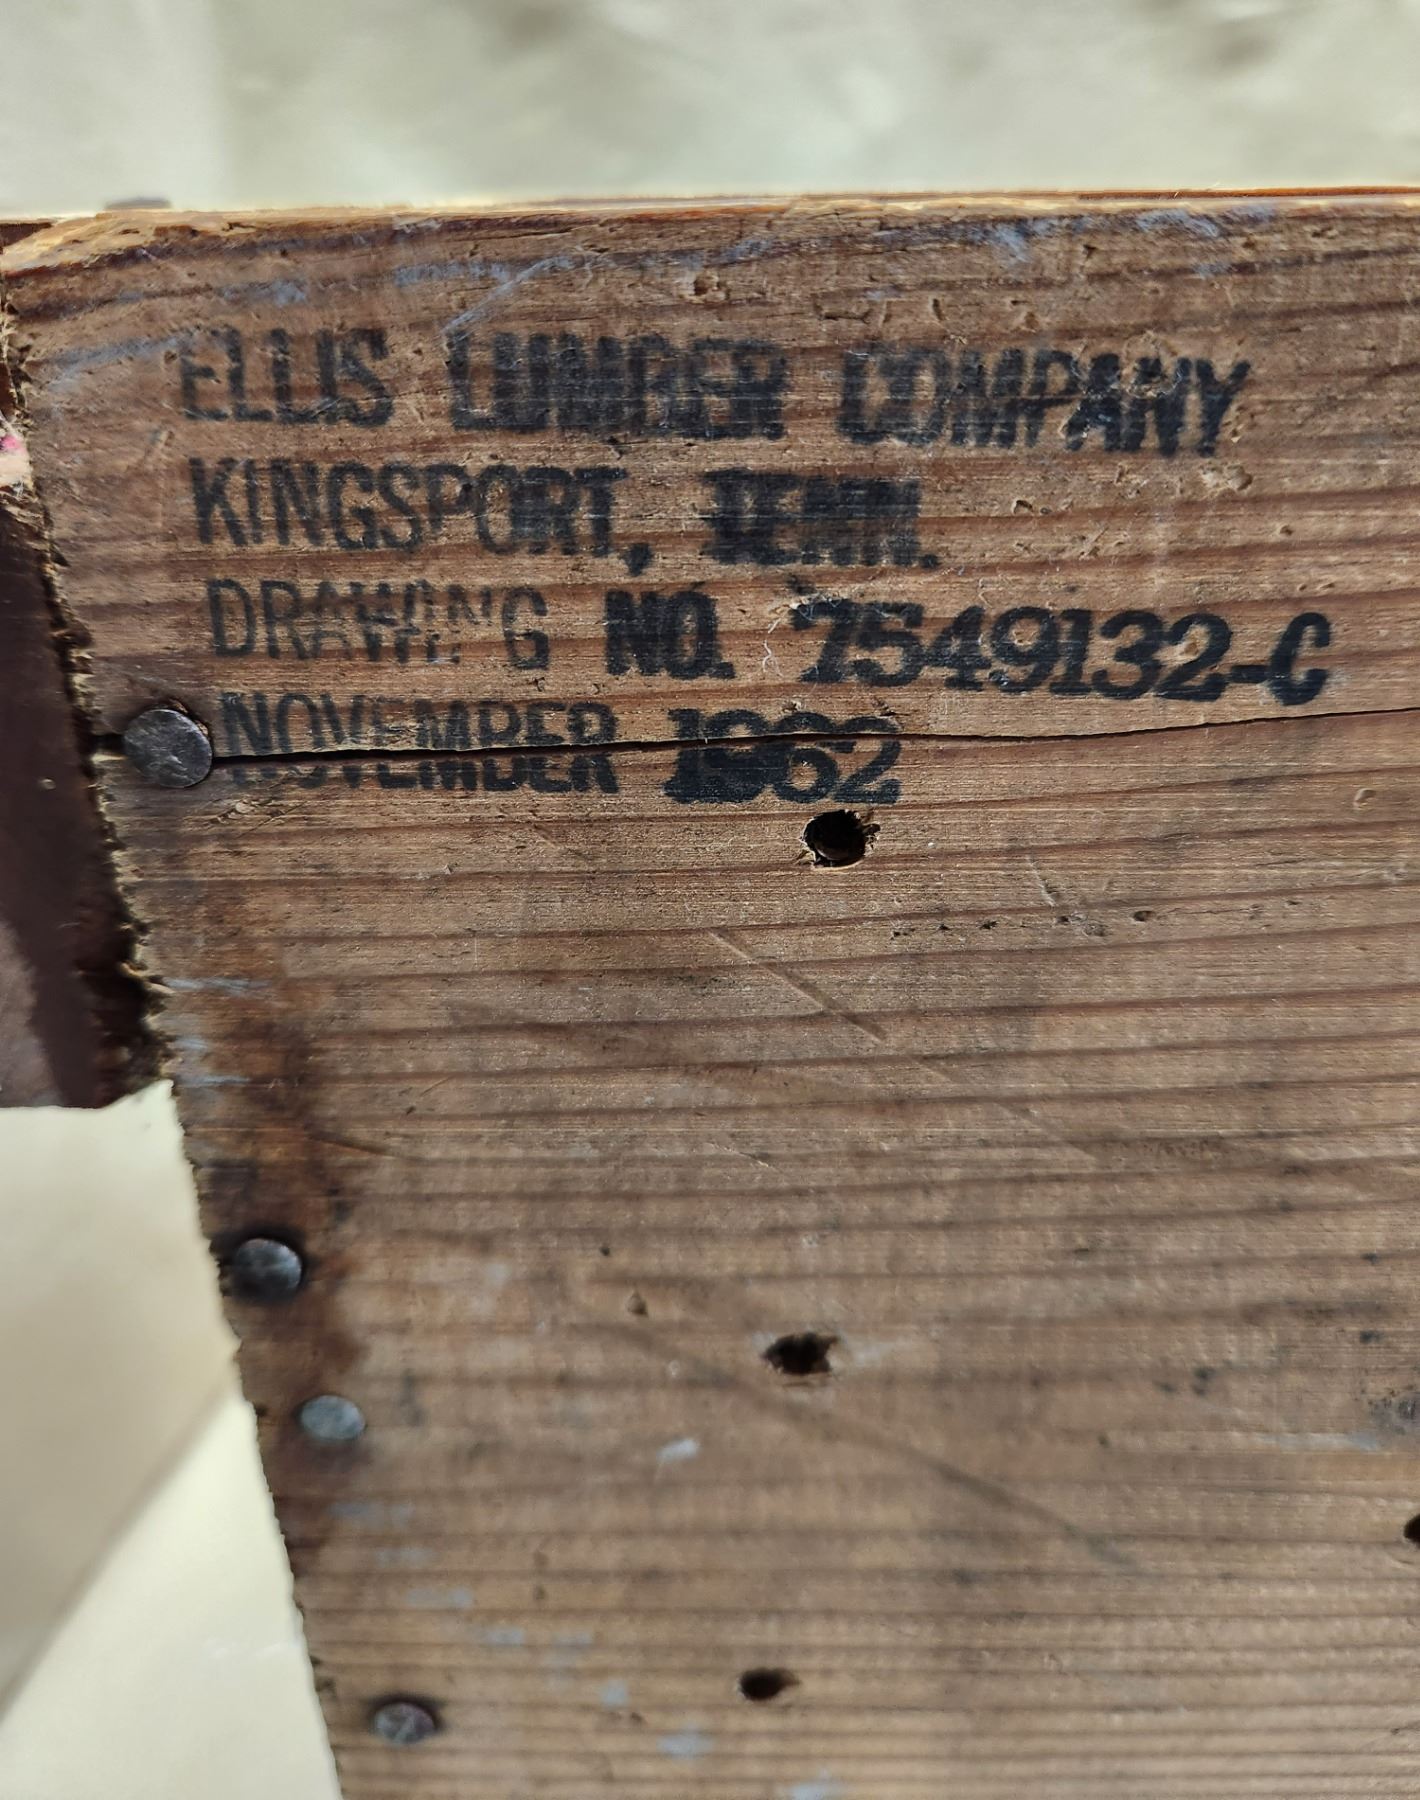 ELLIS LUMBER COMPANY
KINGSPORT, TENN.
DRAWING NO. 7549132-C
NOVEMBER 1962